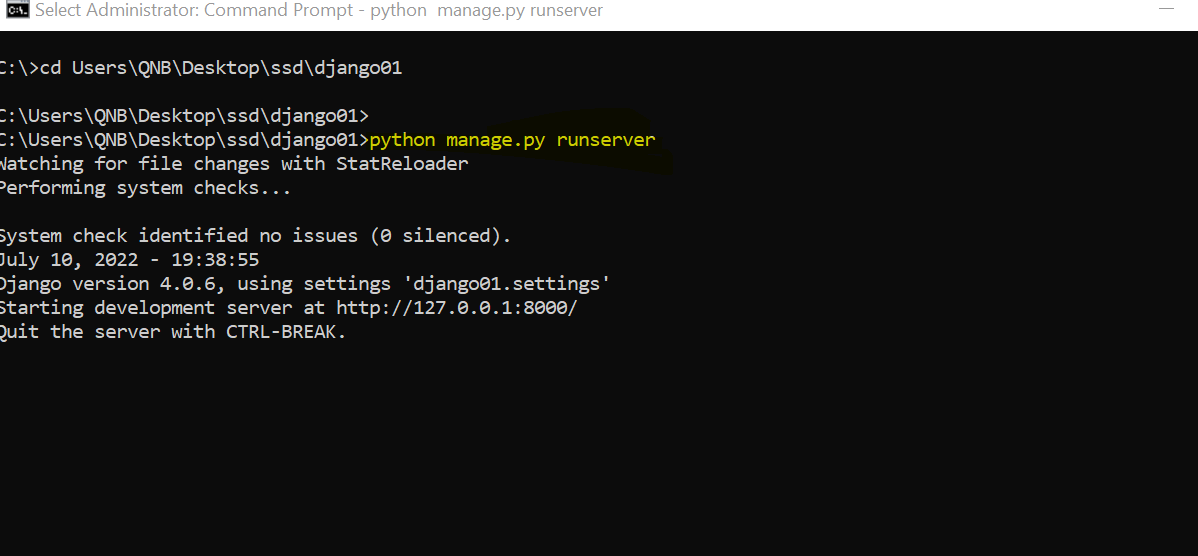 Select Administrator: Command Prompt - python  manage.py runserver
C:\>cd Users\QNB\Desktop\ssd\django01
C:\Users\QNB\Desktop\ssd\django01>
C:\Users\QNB\Desktop\ssd\django01>python manage.py runserver
Watching for file changes with StatReloader
Performing system checks...
System check identified no issues (0 silenced).
July 10, 2022 - 19:38:55
Django version 4.0.6, using settings 'django01.settings'
Starting development server at http://127.0.0.1:8000/
Quit the server with CTRL-BREAK.